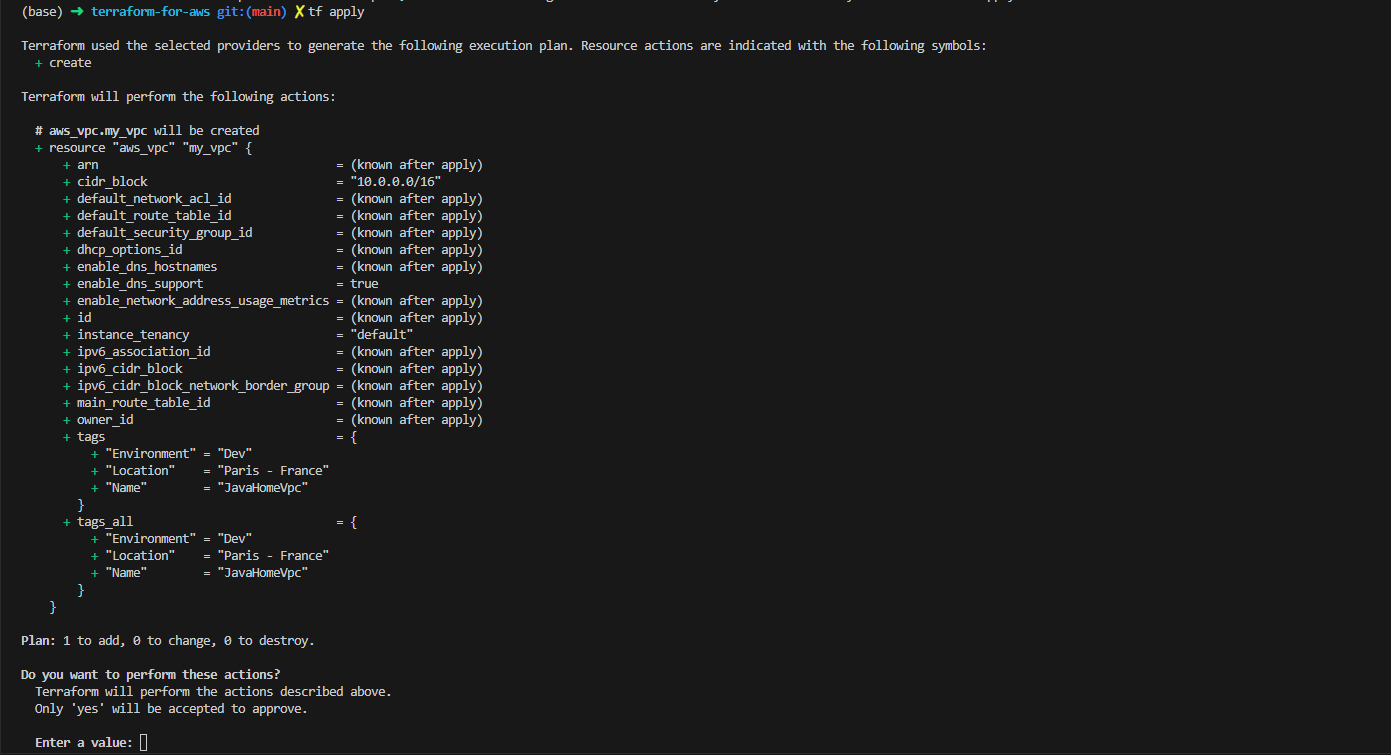 (base) ➜ terraform-for-aws git:(main) ✗ tf apply
Terraform used the selected providers to generate the following execution plan. Resource actions are indicated with the following symbols:
+ create
Terraform will perform the following actions:
# aws_vpc.my_vpc will be created
+ resource "aws_vpc" "my_vpc" {
+ arn = (known after apply)
+ cidr_block = "10.0.0.0/16"
+ default_network_acl_id = (known after apply)
+ default_route_table_id = (known after apply)
+ default_security_group_id = (known after apply)
+ dhcp_options_id = (known after apply)
+ enable_dns_hostnames = (known after apply)
+ enable_dns_support = true
+ enable_network_address_usage_metrics = (known after apply)
+ id = (known after apply)
+ instance_tenancy = "default"
+ ipv6_association_id = (known after apply)
+ ipv6_cidr_block = (known after apply)
+ ipv6_cidr_block_network_border_group = (known after apply)
+ main_route_table_id = (known after apply)
+ owner_id = (known after apply)
+ tags = {
+ "Environment" = "Dev"
+ "Location" = "Paris - France"
+ "Name" = "JavaHomeVpc"
}
+ tags_all = {
+ "Environment" = "Dev"
+ "Location" = "Paris - France"
+ "Name" = "JavaHomeVpc"
}
}
Plan: 1 to add, 0 to change, 0 to destroy.
Do you want to perform these actions?
Terraform will perform the actions described above.
Only 'yes' will be accepted to approve.
Enter a value: